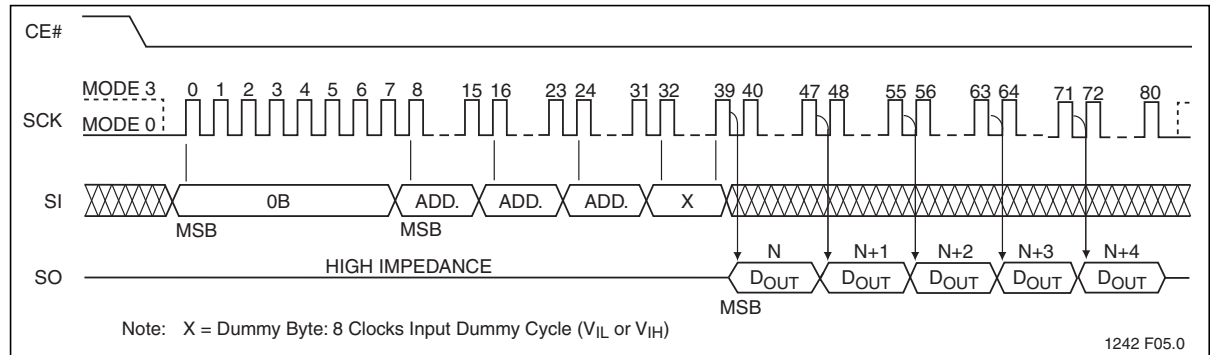 CE#
MODE 3 0 1 2 3 4 5 6 7 8 15 16 23 24 31 32 39 40 47 48 55 56 63 64 71 72 80
SCK MODE 0
SI 0B ADD. ADD. ADD. X
MSB MSB
N N+1 N+2 N+3 N+4
SO HIGH IMPEDANCE DOUT DOUT DOUT DOUT DOUT
MSB
Note: X = Dummy Byte: 8 Clocks Input Dummy Cycle (VIL or VIH)
1242 F05.0